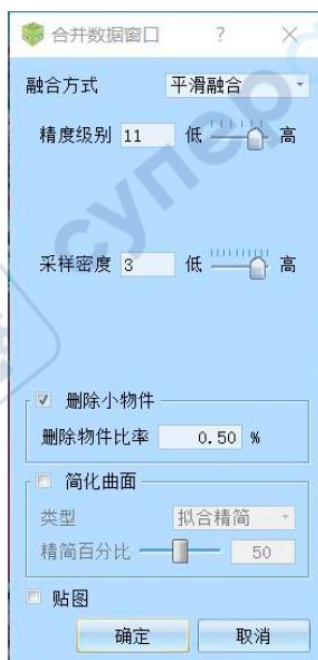 合并数据窗口 ? ×
融合方式 平滑融合
精度级别 11 低 高
采样密度 3 低 高
删除小物件
删除物件比率 0.50 %
简化曲面
类型 拟合精简
精简百分比 50
贴图
确定 取消
супер